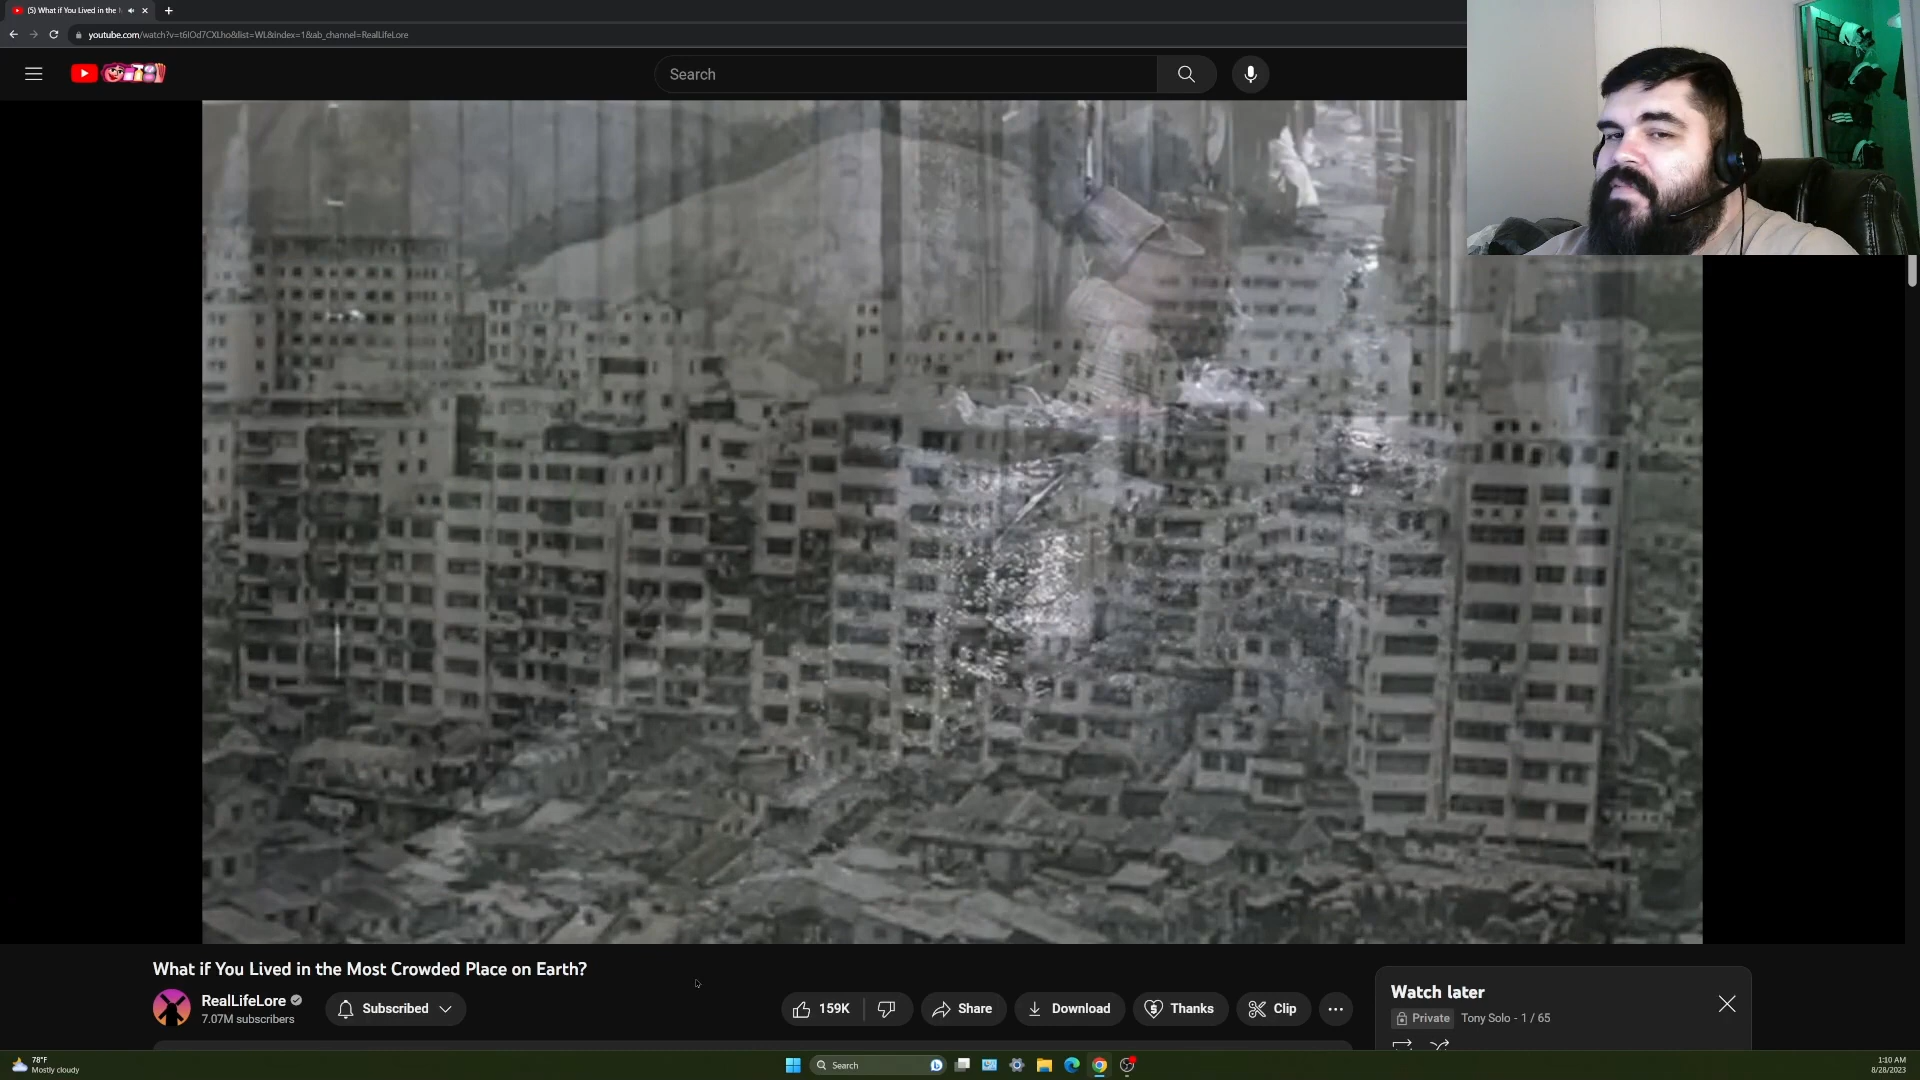 (5) What if You Lived in the
youtube.com/watch?v=t6IOd7CXLho&list=WL&index=1&ab_channel=RealLifeLore
Search
What if You Lived in the Most Crowded Place on Earth?
RealLifeLore
7.07M subscribers
Subscribed
159K
Share
Download
Thanks
Clip
Watch later
Private
Tony Solo - 1 / 65
78°F
Mostly cloudy
Search
1:10 AM
8/28/2023